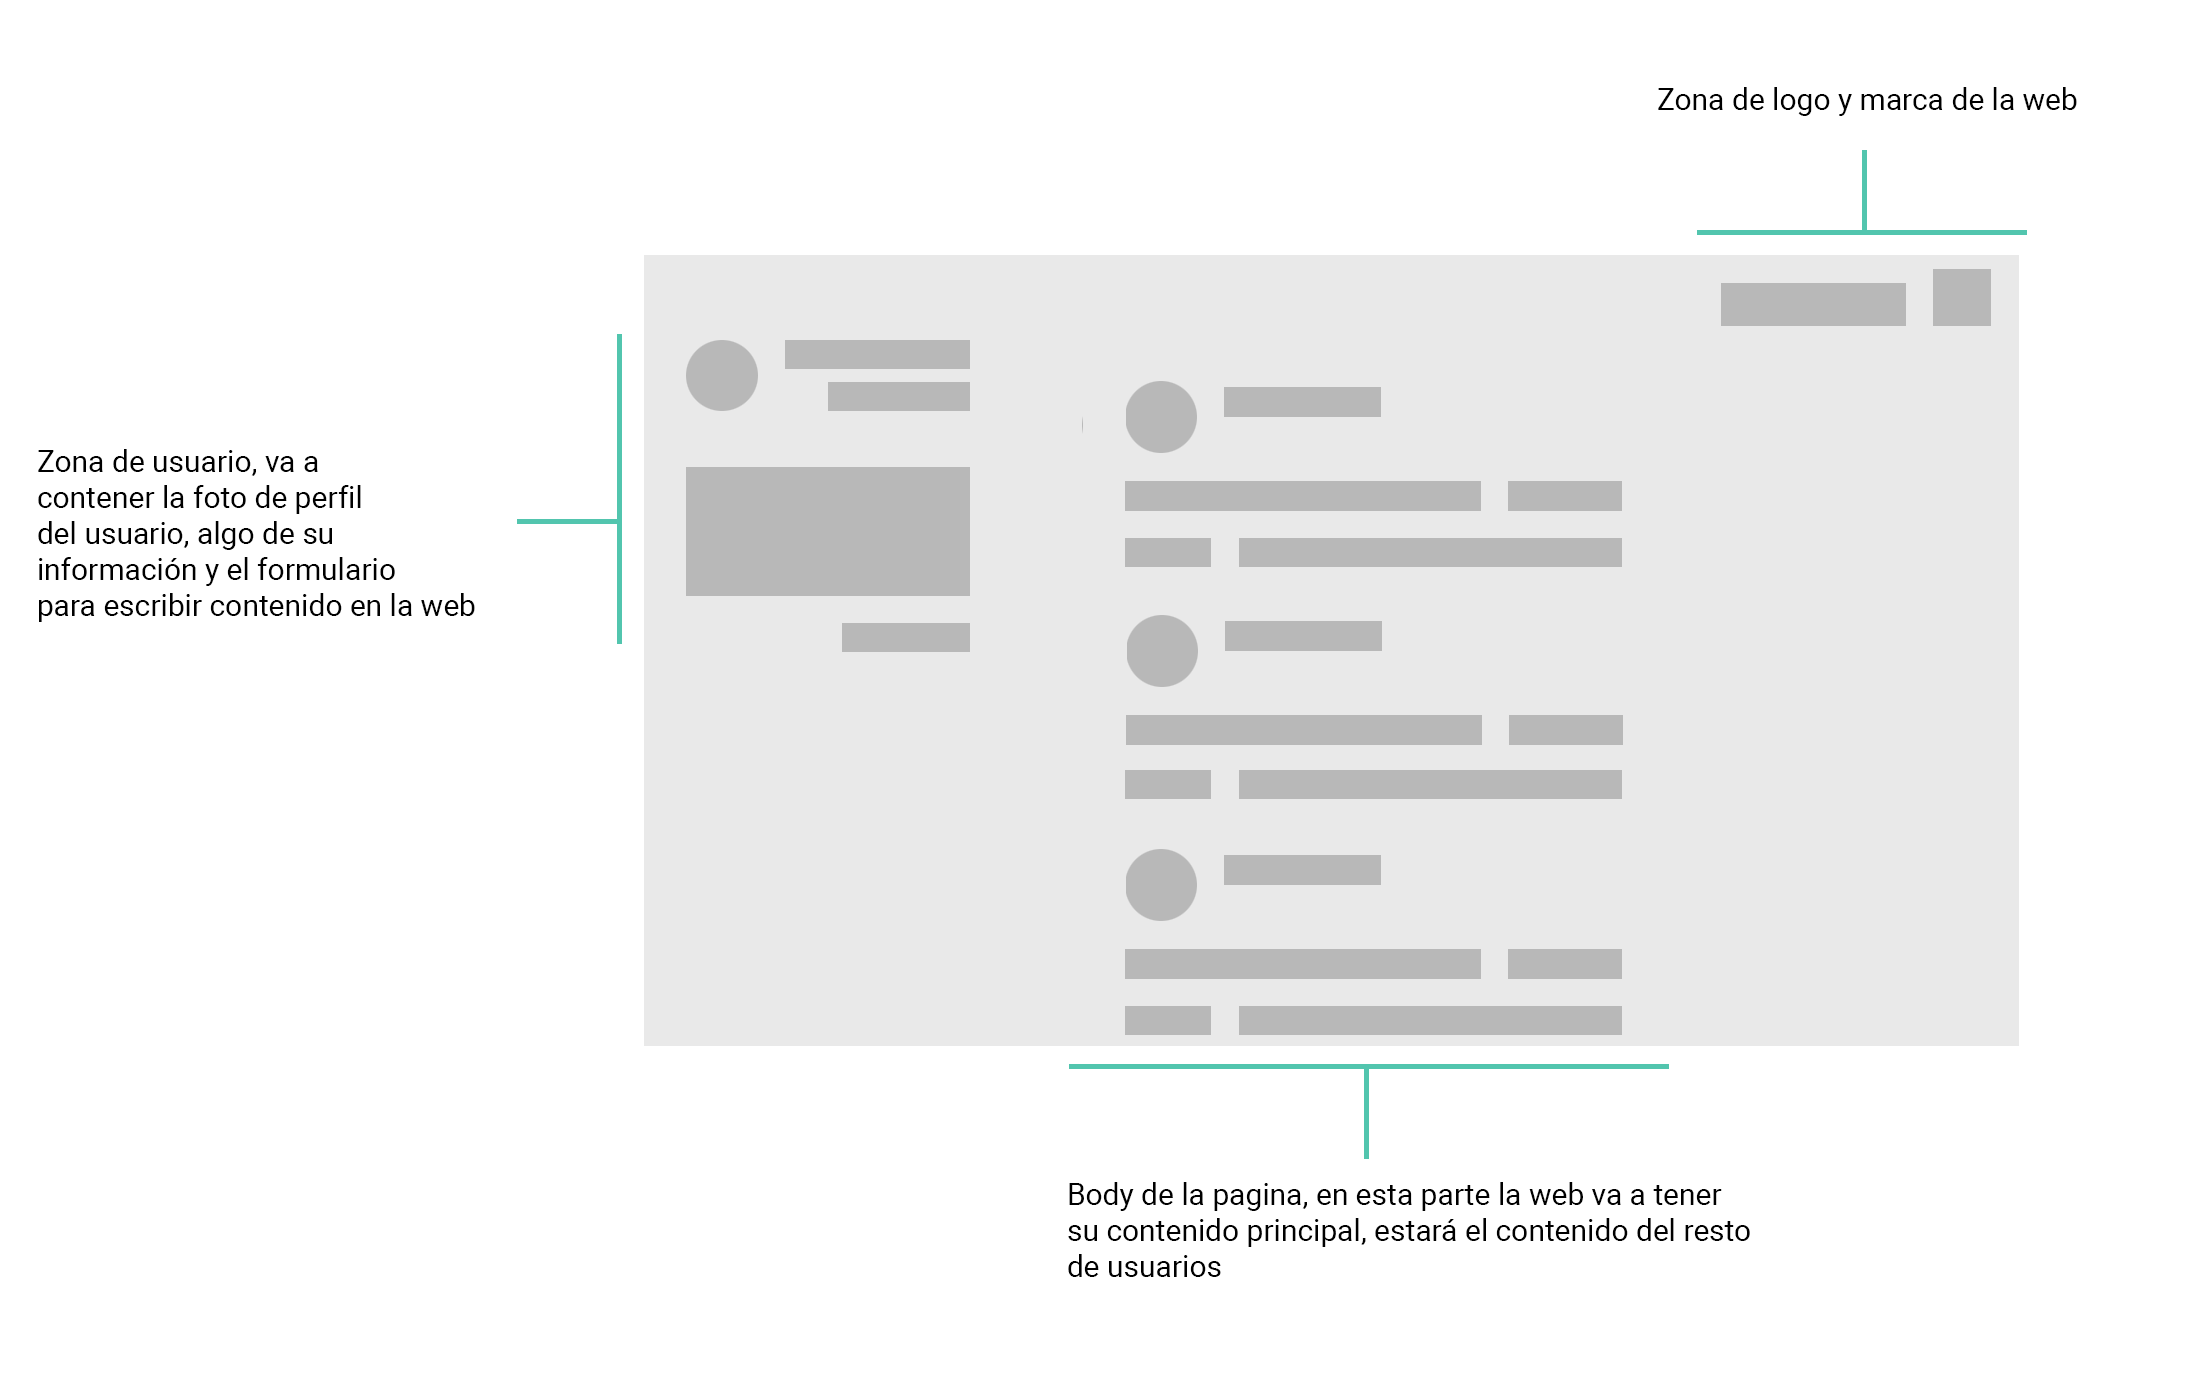 Zona de logo y marca de la web
Zona de usuario, va a
contener la foto de perfil
del usuario, algo de su
información y el formulario
para escribir contenido en la web
Body de la pagina, en esta parte la web va a tener
su contenido principal, estará el contenido del resto
de usuarios